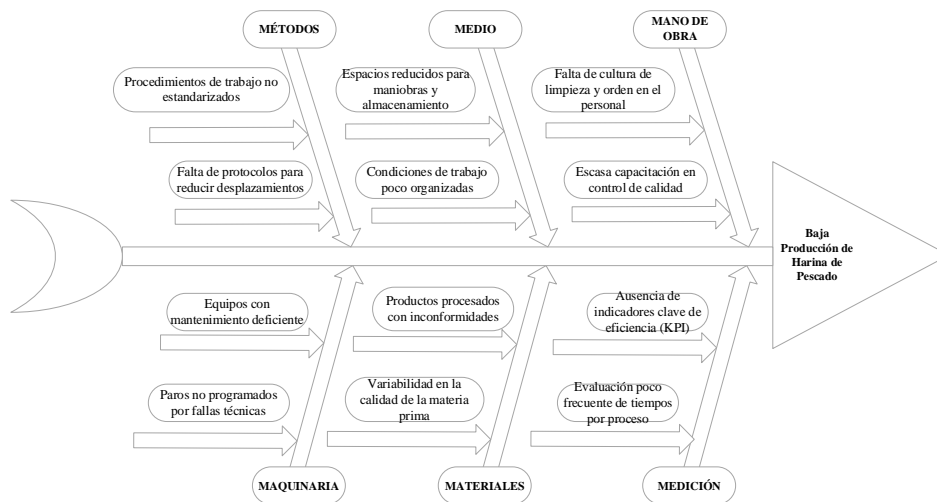 MÉTODOS
MEDIO
MANO DE
OBRA
Procedimientos de trabajo no
estandarizados
Espacios reducidos para
maniobras y
almacenamiento
Falta de cultura de
limpieza y orden en el
personal
Falta de protocolos para
reducir desplazamientos
Condiciones de trabajo
poco organizadas
Escasa capacitación en
control de calidad
Baja
Producción de
Harina de
Pescado
Equipos con
mantenimiento deficiente
Productos procesados
con inconformidades
Ausencia de
indicadores clave de
eficiencia (KPI)
Paros no programados
por fallas técnicas
Variabilidad en la
calidad de la materia
prima
Evaluación poco
frecuente de tiempos
por proceso
MAQUINARIA
MATERIALES
MEDICIÓN